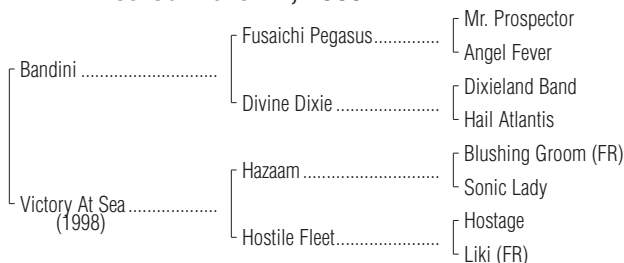 Mr. Prospector
Fusaichi Pegasus..............
Angel Fever
Bandini .............................
Dixieland Band
Divine Dixie ......................
Hail Atlantis
Blushing Groom (FR)
Hazaam .............................
Sonic Lady
Victory At Sea...................
(1998)
Hostage
Hostile Fleet......................
Liki (FR)